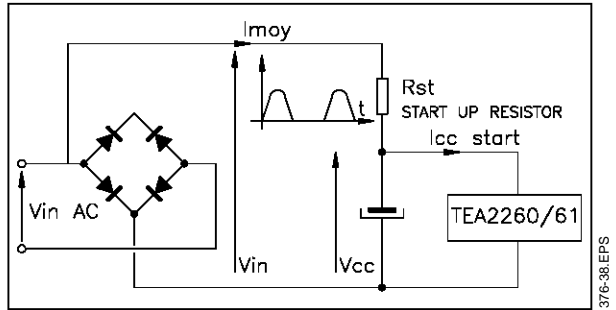 Imoy
Rst
START UP RESISTOR
t
Icc start
Vin AC
TEA2260/61
Vin
Vcc
376-38.EPS